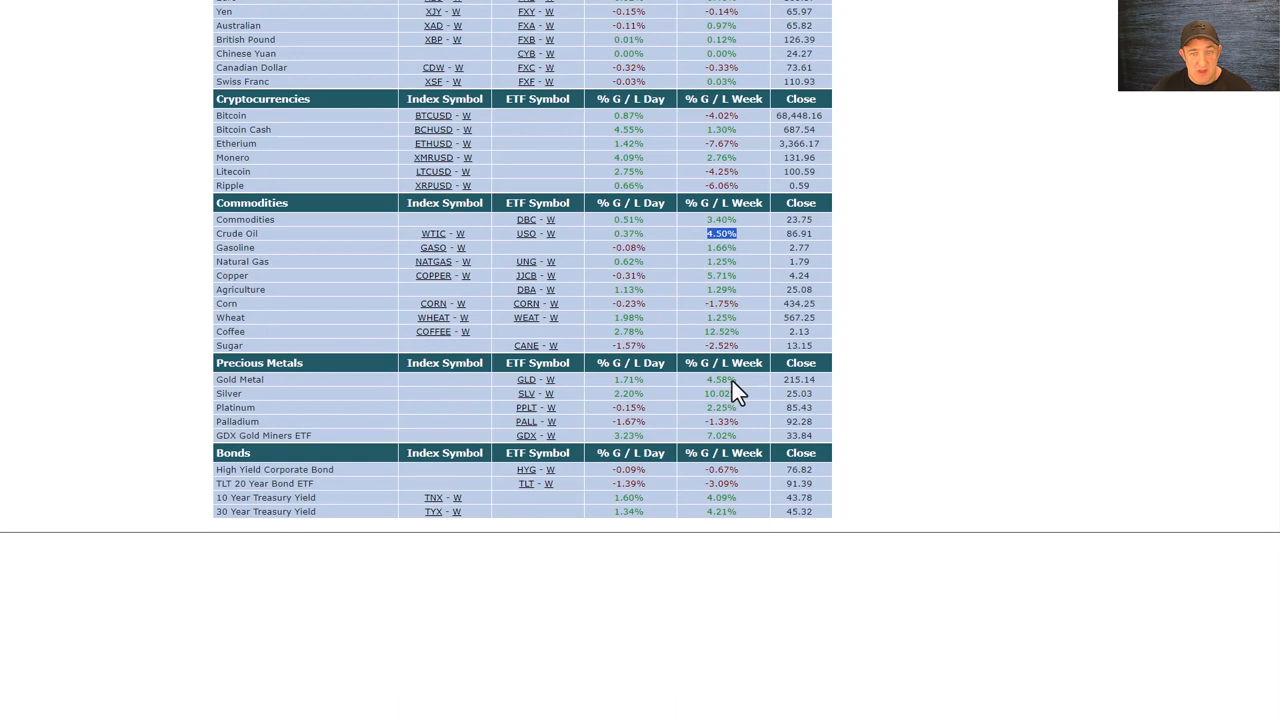 Yen XJY - W FXY - W -0.15% -0.14% 65.97
Australian XAD - W FXA - W -0.11% 0.97% 65.82
British Pound XBP - W FXB - W 0.01% 0.12% 126.39
Chinese Yuan CYB - W 0.00% 0.00% 24.27
Canadian Dollar CDW - W FXC - W -0.32% -0.33% 73.61
Swiss Franc XSF - W FXF - W -0.03% 0.03% 110.93
Cryptocurrencies Index Symbol ETF Symbol % G / L Day % G / L Week Close
Bitcoin BTCUSD - W 0.87% -4.02% 68,448.16
Bitcoin Cash BCHUSD - W 4.55% 1.30% 687.54
Etherium ETHUSD - W 1.42% -7.67% 3,366.17
Monero XMRUSD - W 4.09% 2.76% 131.96
Litecoin LTCUSD - W 2.75% -4.25% 100.59
Ripple XRPUSD - W 0.66% -6.06% 0.59
Commodities Index Symbol ETF Symbol % G / L Day % G / L Week Close
Commodities DBC - W 0.51% 3.40% 23.75
Crude Oil WTIC - W USO - W 0.37% 4.50% 86.91
Gasoline GASO - W -0.08% 1.66% 2.77
Natural Gas NATGAS - W UNG - W 0.62% 1.25% 1.79
Copper COPPER - W JJCB - W -0.31% 5.71% 4.24
Agriculture DBA - W 1.13% 1.29% 25.08
Corn CORN - W CORN - W -0.23% -1.75% 434.25
Wheat WHEAT - W WEAT - W 1.98% 1.25% 567.25
Coffee COFFEE - W 2.78% 12.52% 2.13
Sugar CANE - W -1.57% -2.52% 13.15
Precious Metals Index Symbol ETF Symbol % G / L Day % G / L Week Close
Gold Metal GLD - W 1.71% 4.58% 215.14
Silver SLV - W 2.20% 25.03
Platinum PPLT - W -0.15% 2.25% 85.43
Palladium PALL - W -1.67% -1.33% 92.28
GDX Gold Miners ETF GDX - W 3.23% 7.02% 33.84
Bonds Index Symbol ETF Symbol % G / L Day % G / L Week Close
High Yield Corporate Bond HYG - W -0.09% -0.67% 76.82
TLT 20 Year Bond ETF TLT - W -1.39% -3.09% 91.39
10 Year Treasury Yield TNX - W 1.60% 4.09% 43.78
30 Year Treasury Yield TYX - W 1.34% 4.21% 45.32